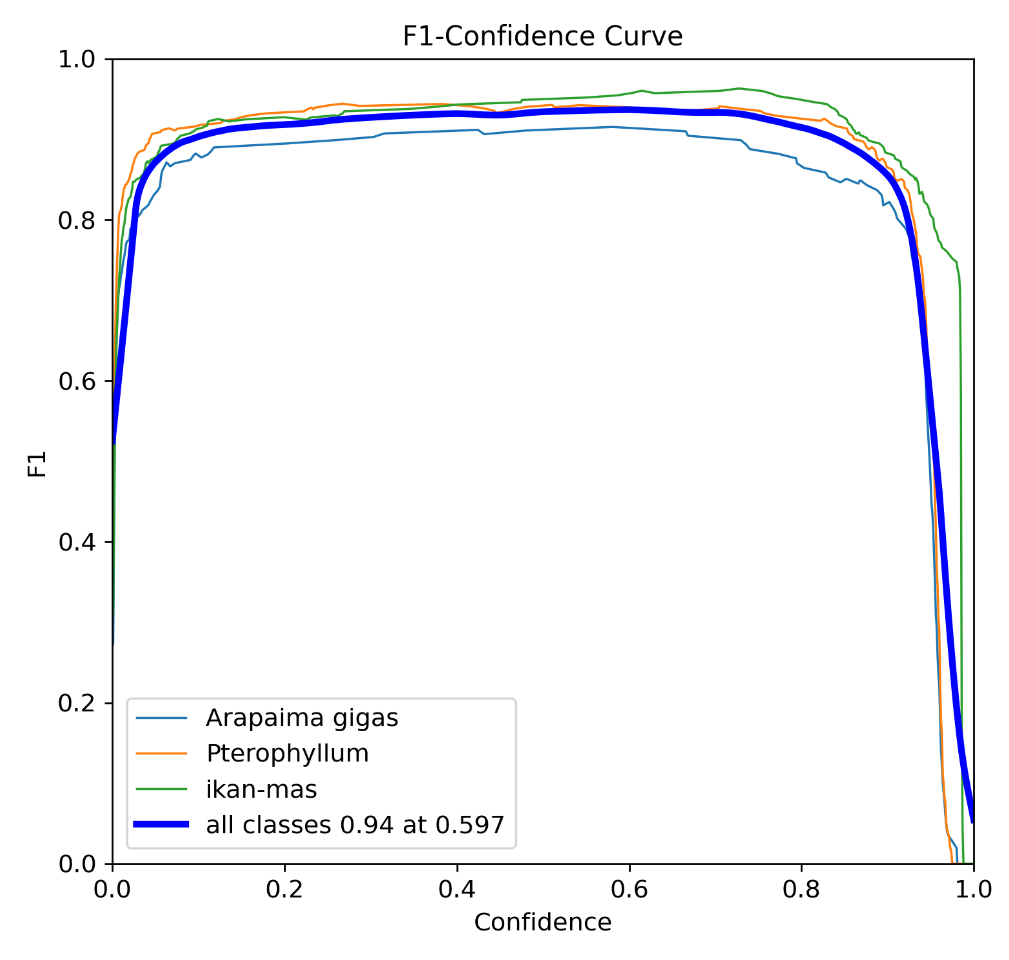 F1-Confidence Curve
1.0
0.8
0.6
0.4
0.2
0.0
F1
Arapaima gigas
Pterophyllum
ikan-mas
all classes 0.94 at 0.597
0.0 0.2 0.4 0.6 0.8 1.0
Confidence